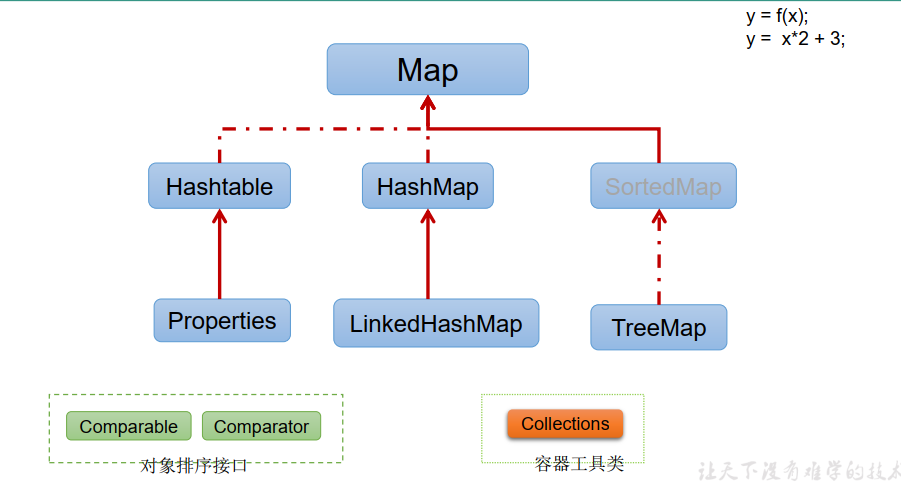 y = f(x);
y = x*2 + 3;
Map
Hashtable
HashMap
SortedMap
Properties
LinkedHashMap
TreeMap
Comparable
Comparator
对象排序接口
Collections
容器工具类
让天下没有难学的技术